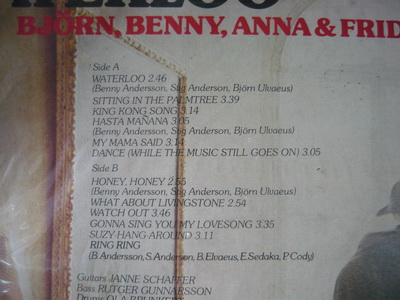 BJÖRN, BENNY, ANNA & FRID
Side A
WATERLOO 2.46
(Benny Andersson, Stig Anderson, Björn Ulvaeus)
SITTING IN THE PALMTREE 3.39
KING KONG SONG 3.14
HASTA MAÑANA 3.05
(Benny Andersson, Stig Anderson, Björn Ulvaeus)
MY MAMA SAID 3.14
DANCE (WHILE THE MUSIC STILL GOES ON) 3.05
Side B
HONEY, HONEY 2.55
(Benny Andersson, Stig Anderson, Björn Ulvaeus)
WHAT ABOUT LIVINGSTONE 2.54
WATCH OUT 3.46
GONNA SING YOU MY LOVESONG 3.35
SUZY-HANG-AROUND 3.11
RING RING
(B. Andersson, S. Anderson, B. Elvaeus, E. Sedaka, P. Cody)
Guitars JANNE SCHAFFER
Bass RUTGER GUNNARSSON
Drums OLA BRUNKERT